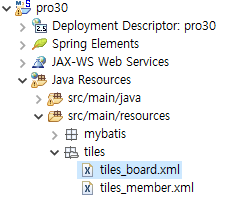 pro30
Deployment Descriptor: pro30
Spring Elements
JAX-WS Web Services
Java Resources
src/main/java
src/main/resources
mybatis
tiles
tiles_board.xml
tiles_member.xml